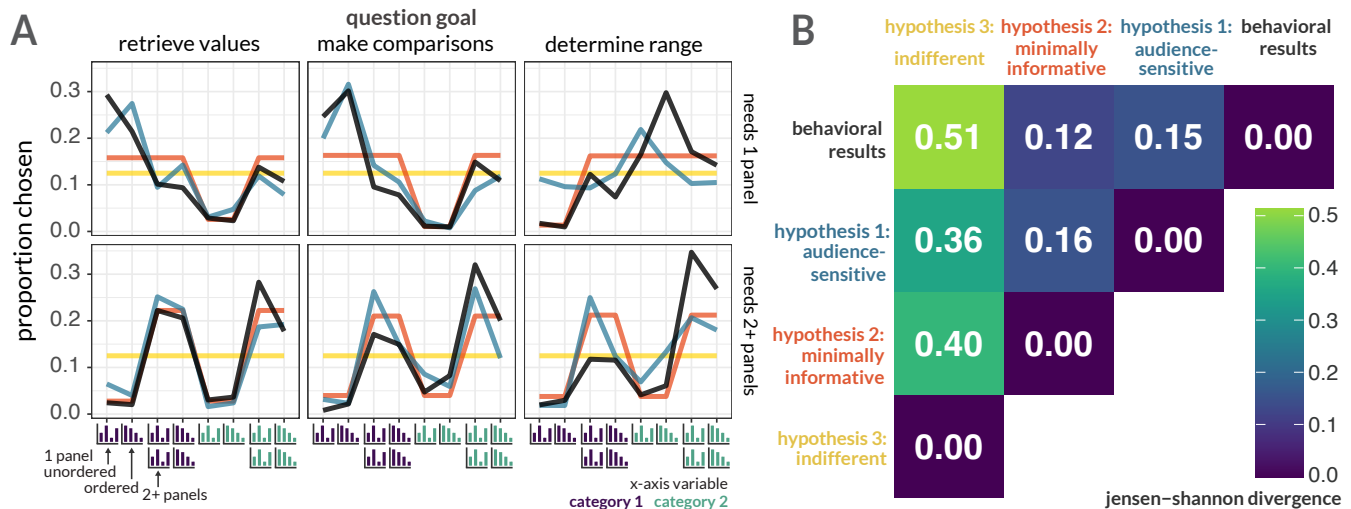 A
question goal
retrieve values
make comparisons
determine range
proportion chosen
0.3
0.2
0.1
0.0
needs 1 panel
0.3
0.2
0.1
0.0
needs 2+ panels
1 panel
unordered
ordered
2+ panels
x-axis variable
category 1 category 2
B
hypothesis 3:
indifferent
hypothesis 2:
minimally
informative
hypothesis 1:
audience-
sensitive
behavioral
results
behavioral
results
0.51 0.12 0.15 0.00
hypothesis 1:
audience-
sensitive
0.36 0.16 0.00
hypothesis 2:
minimally
informative
0.40 0.00
hypothesis 3:
indifferent
0.00
0.5
0.4
0.3
0.2
0.1
0.0
jensen-shannon divergence